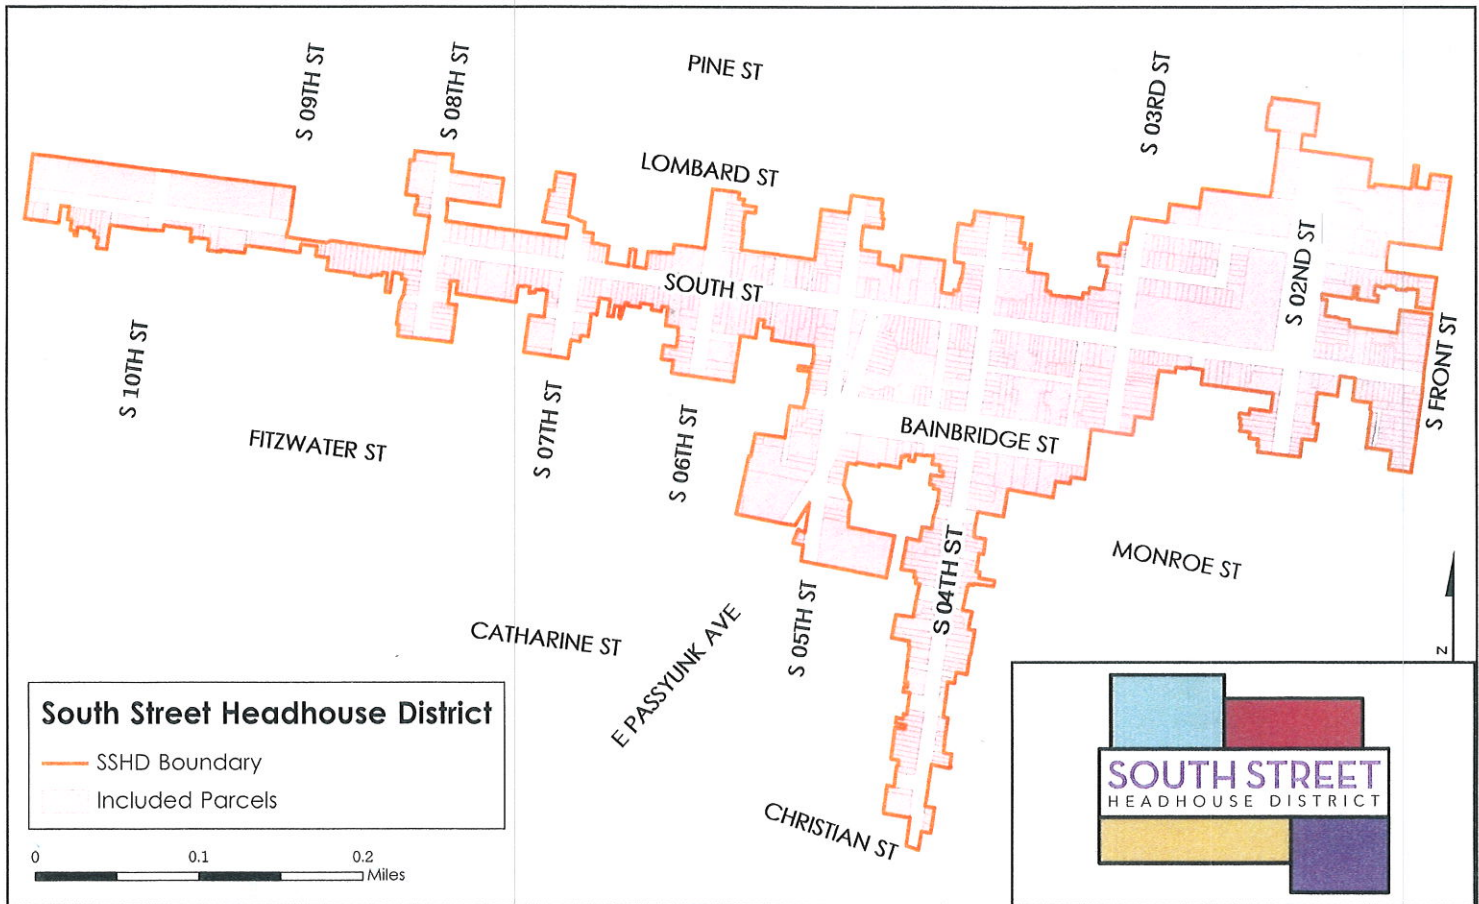 S 09TH ST
S 08TH ST
PINE ST
S 03RD ST
LOMBARD ST
SOUTH ST
S 02ND ST
S FRONT ST
S 10TH ST
FITZWATER ST
S 07TH ST
S 06TH ST
BAINBRIDGE ST
S 04TH ST
MONROE ST
S 05TH ST
CATHARINE ST
E PASSYUNK AVE
CHRISTIAN ST
N
South Street Headhouse District
SSHD Boundary
Included Parcels
0 0.1 0.2
Miles
SOUTH STREET
HEADHOUSE DISTRICT